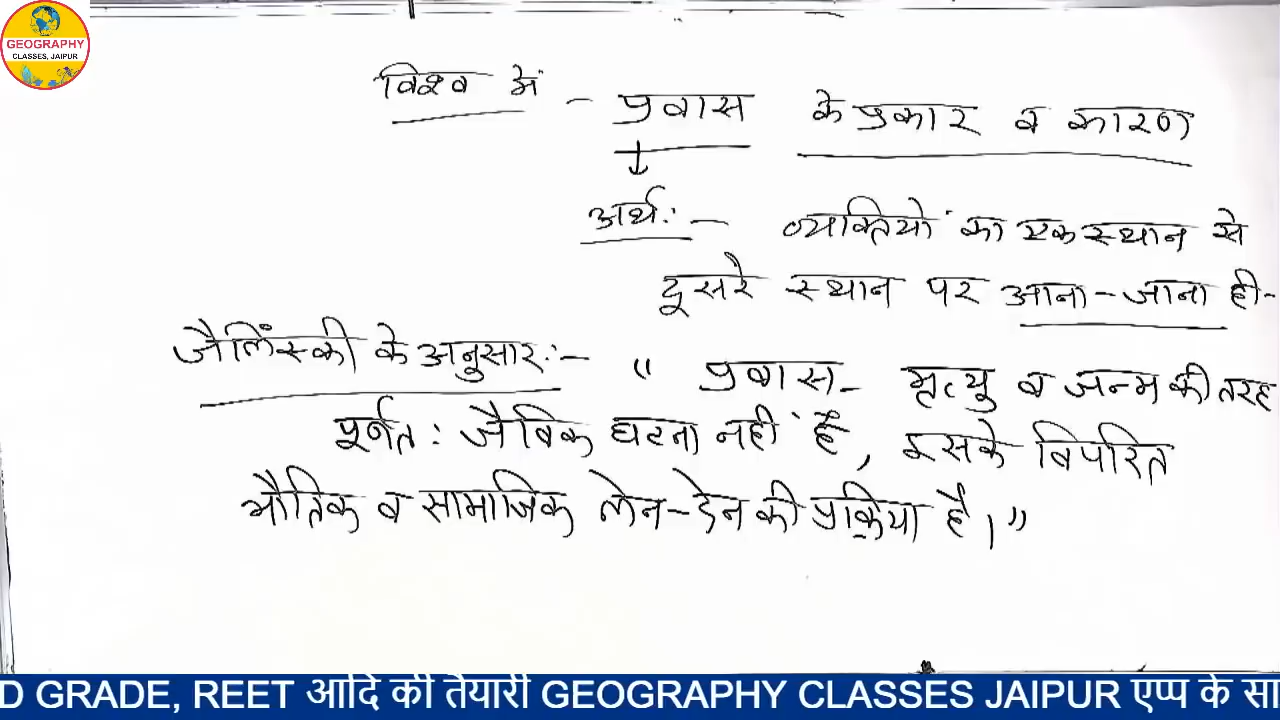 GEOGRAPHY
CLASSES, JAIPUR
विश्व में - प्रवास के प्रकार व कारण
अर्थ:- व्यक्तियों का एक स्थान से
दूसरे स्थान पर आना-जाना ही-
जैलिंस्की के अनुसार:- “ प्रवास- मृत्यु व जन्म की तरह
पूर्णत: जैविक घटना नहीं है, इसके विपरित
भौतिक व सामाजिक लेन-देन की प्रक्रिया है।”
D GRADE, REET आदि की तैयारी GEOGRAPHY CLASSES JAIPUR एप्प के सा